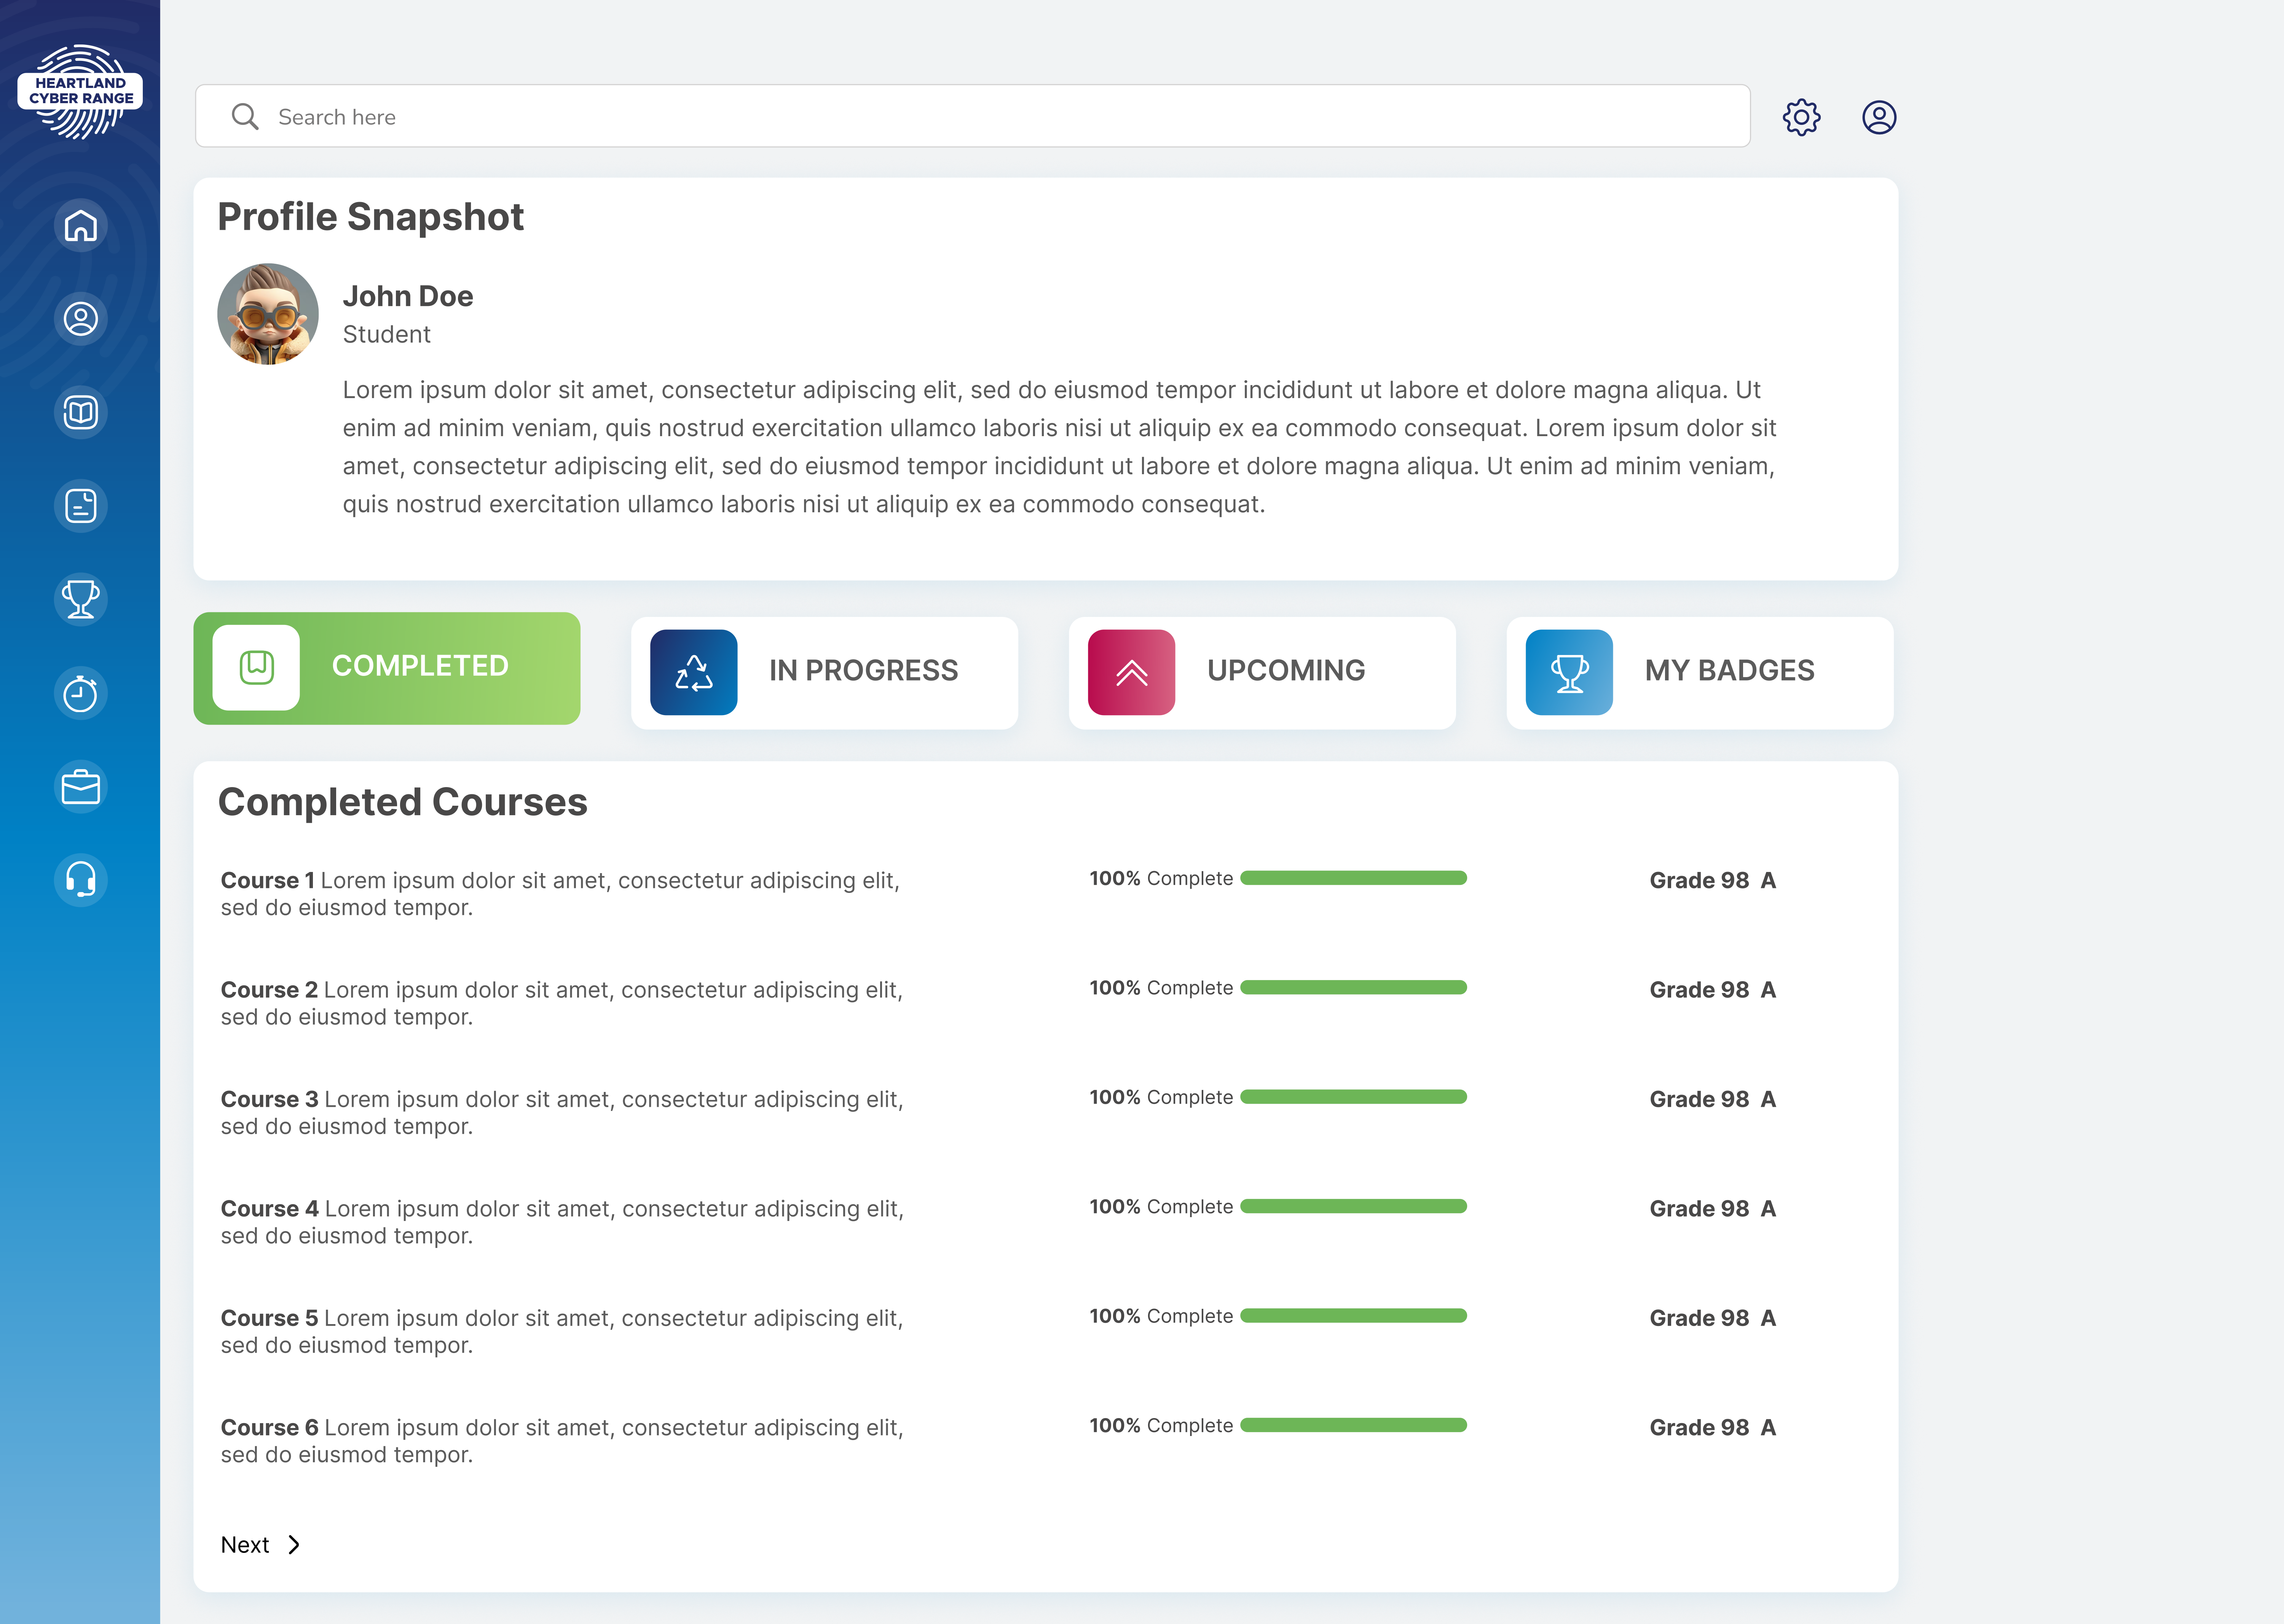 HEARTLAND
CYBER RANGE
Search here
Profile Snapshot
John Doe
Student
Lorem ipsum dolor sit amet, consectetur adipiscing elit, sed do eiusmod tempor incididunt ut labore et dolore magna aliqua. Ut
enim ad minim veniam, quis nostrud exercitation ullamco laboris nisi ut aliquip ex ea commodo consequat. Lorem ipsum dolor sit
amet, consectetur adipiscing elit, sed do eiusmod tempor incididunt ut labore et dolore magna aliqua. Ut enim ad minim veniam,
quis nostrud exercitation ullamco laboris nisi ut aliquip ex ea commodo consequat.
COMPLETED
IN PROGRESS
UPCOMING
MY BADGES
Completed Courses
Course 1 Lorem ipsum dolor sit amet, consectetur adipiscing elit,
sed do eiusmod tempor.
100% Complete
Grade 98 A
Course 2 Lorem ipsum dolor sit amet, consectetur adipiscing elit,
sed do eiusmod tempor.
100% Complete
Grade 98 A
Course 3 Lorem ipsum dolor sit amet, consectetur adipiscing elit,
sed do eiusmod tempor.
100% Complete
Grade 98 A
Course 4 Lorem ipsum dolor sit amet, consectetur adipiscing elit,
sed do eiusmod tempor.
100% Complete
Grade 98 A
Course 5 Lorem ipsum dolor sit amet, consectetur adipiscing elit,
sed do eiusmod tempor.
100% Complete
Grade 98 A
Course 6 Lorem ipsum dolor sit amet, consectetur adipiscing elit,
sed do eiusmod tempor.
100% Complete
Grade 98 A
Next